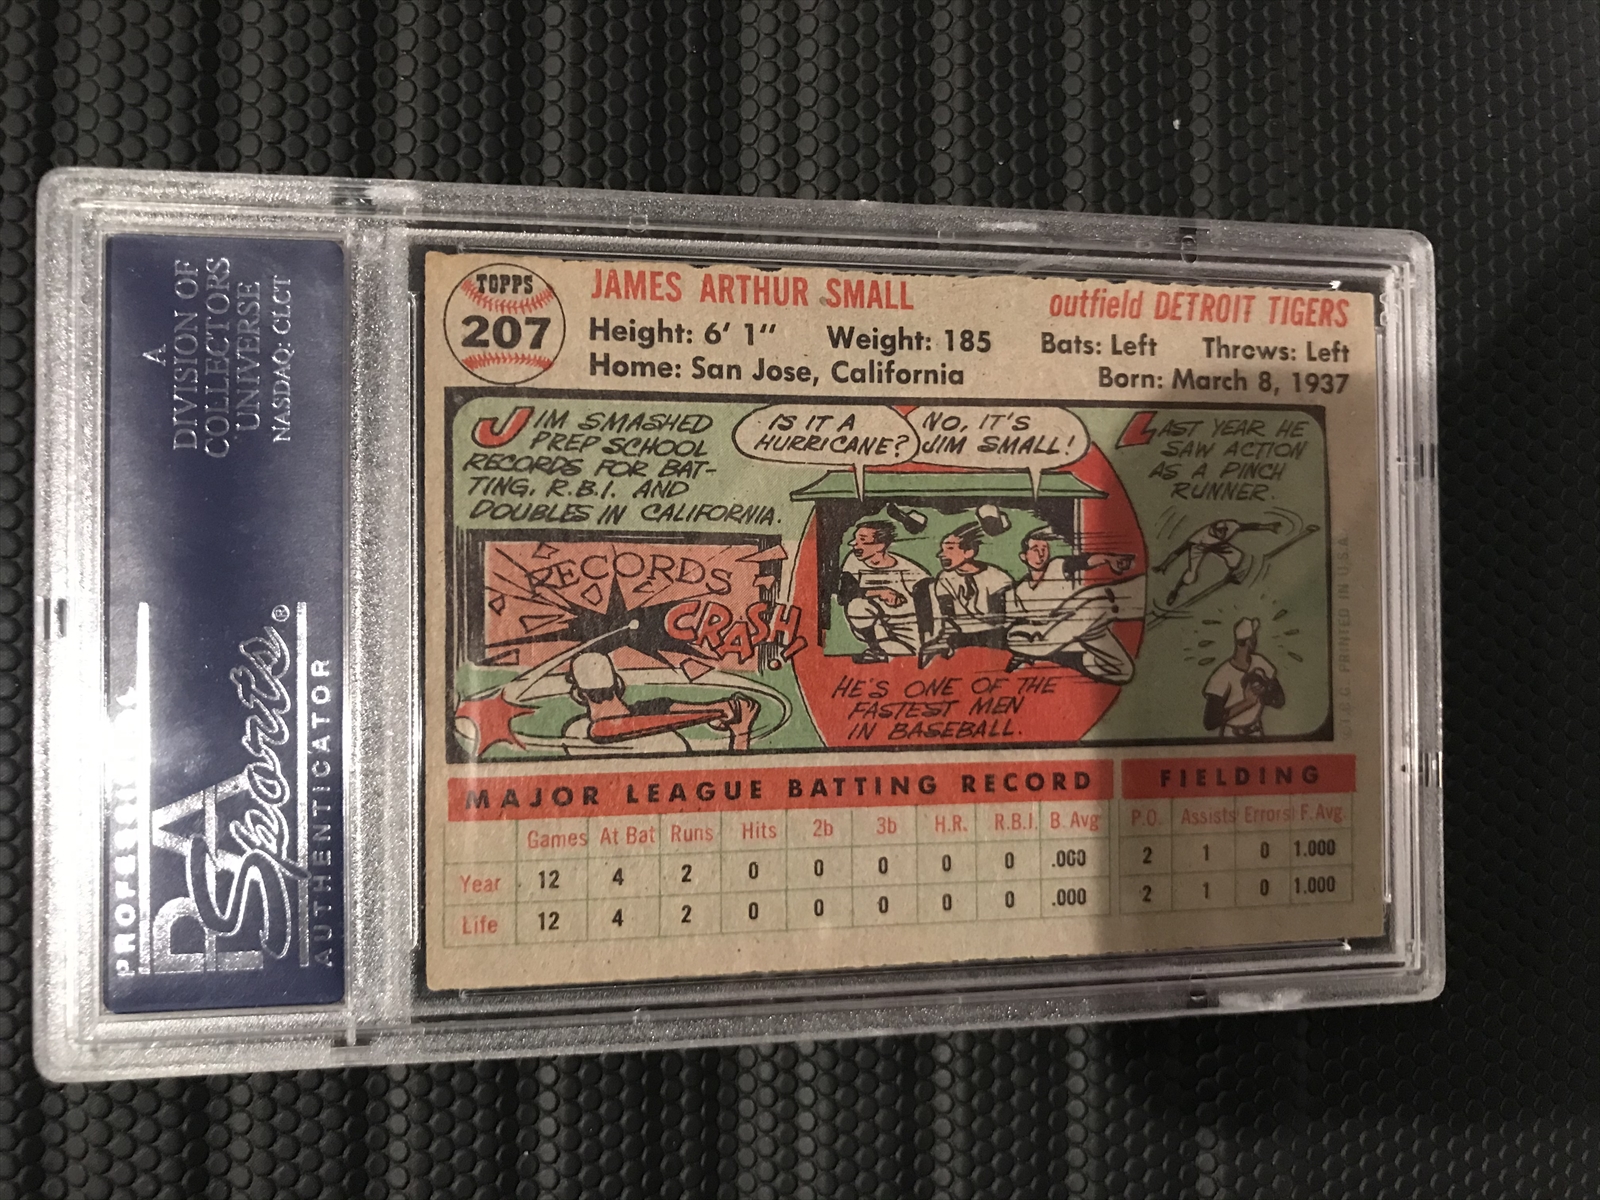 A
DIVISION OF
COLLECTORS
UNIVERSE
NASDAQ: CLCT
PSA
Sports®
AUTHENTICATOR
TOPPS
207
JAMES ARTHUR SMALL
outfield DETROIT TIGERS
Height: 6' 1" Weight: 185 Bats: Left Throws: Left
Home: San Jose, California Born: March 8, 1937
JIM SMASHED
PREP SCHOOL
RECORDS FOR BAT-
TING, R.B.I. AND
DOUBLES IN CALIFORNIA.
RECORDS
CRASH!
IS IT A
HURRICANE?
NO, IT'S
JIM SMALL!
HE'S ONE OF THE
FASTEST MEN
IN BASEBALL.
LAST YEAR HE
SAW ACTION
AS A PINCH
RUNNER.
PRINTED IN U.S.A.
MAJOR LEAGUE BATTING RECORD FIELDING
Games At Bat Runs Hits 2b 3b H.R. R.B.I. B. Avg P.O. Assists Errors F. Avg.
Year 12 4 2 0 0 0 0 0 .000 2 1 0 1.000
Life 12 4 2 0 0 0 0 0 .000 2 1 0 1.000